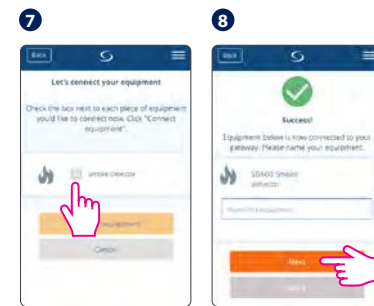 7
8
Back
Back
Let's connect your equipment
Check the box next to each piece of equipment
you'd like to connect now. Click "Connect
equipment".
Smoke Detector
equipment
Cancel
Success!
Equipment below is now connected to your
gateway. Please name your equipment.
SD600 Smoke
Detector
Next